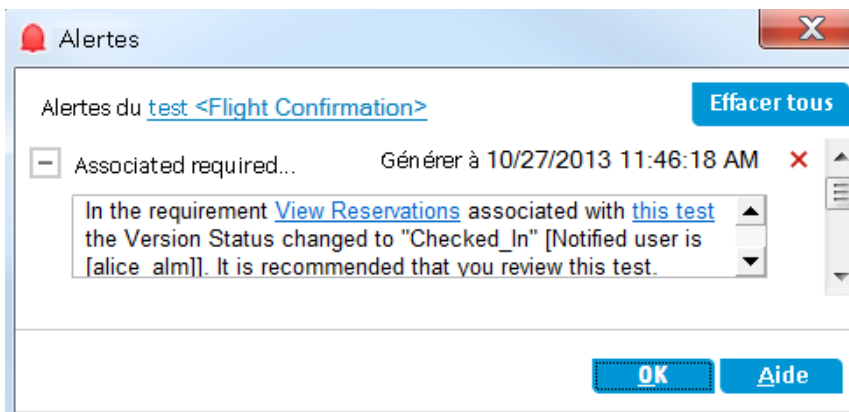 Alertes
Alertes du test <Flight Confirmation>
Effacer tous
Associated required... Générer à 10/27/2013 11:46:18 AM
In the requirement View Reservations associated with this test
the Version Status changed to "Checked_In" [Notified user is
[alice_alm]]. It is recommended that you review this test.
OK Aide